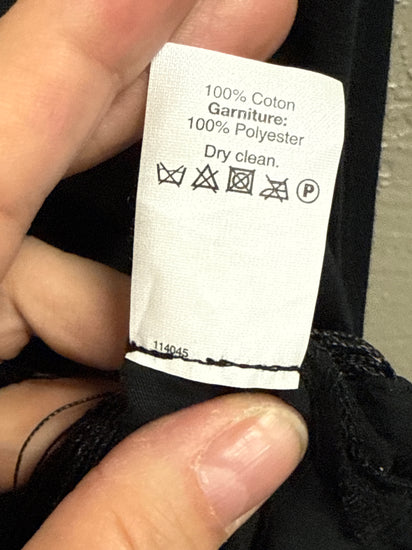 100% Coton
Garniture:
100% Polyester
Dry clean.
P
114045